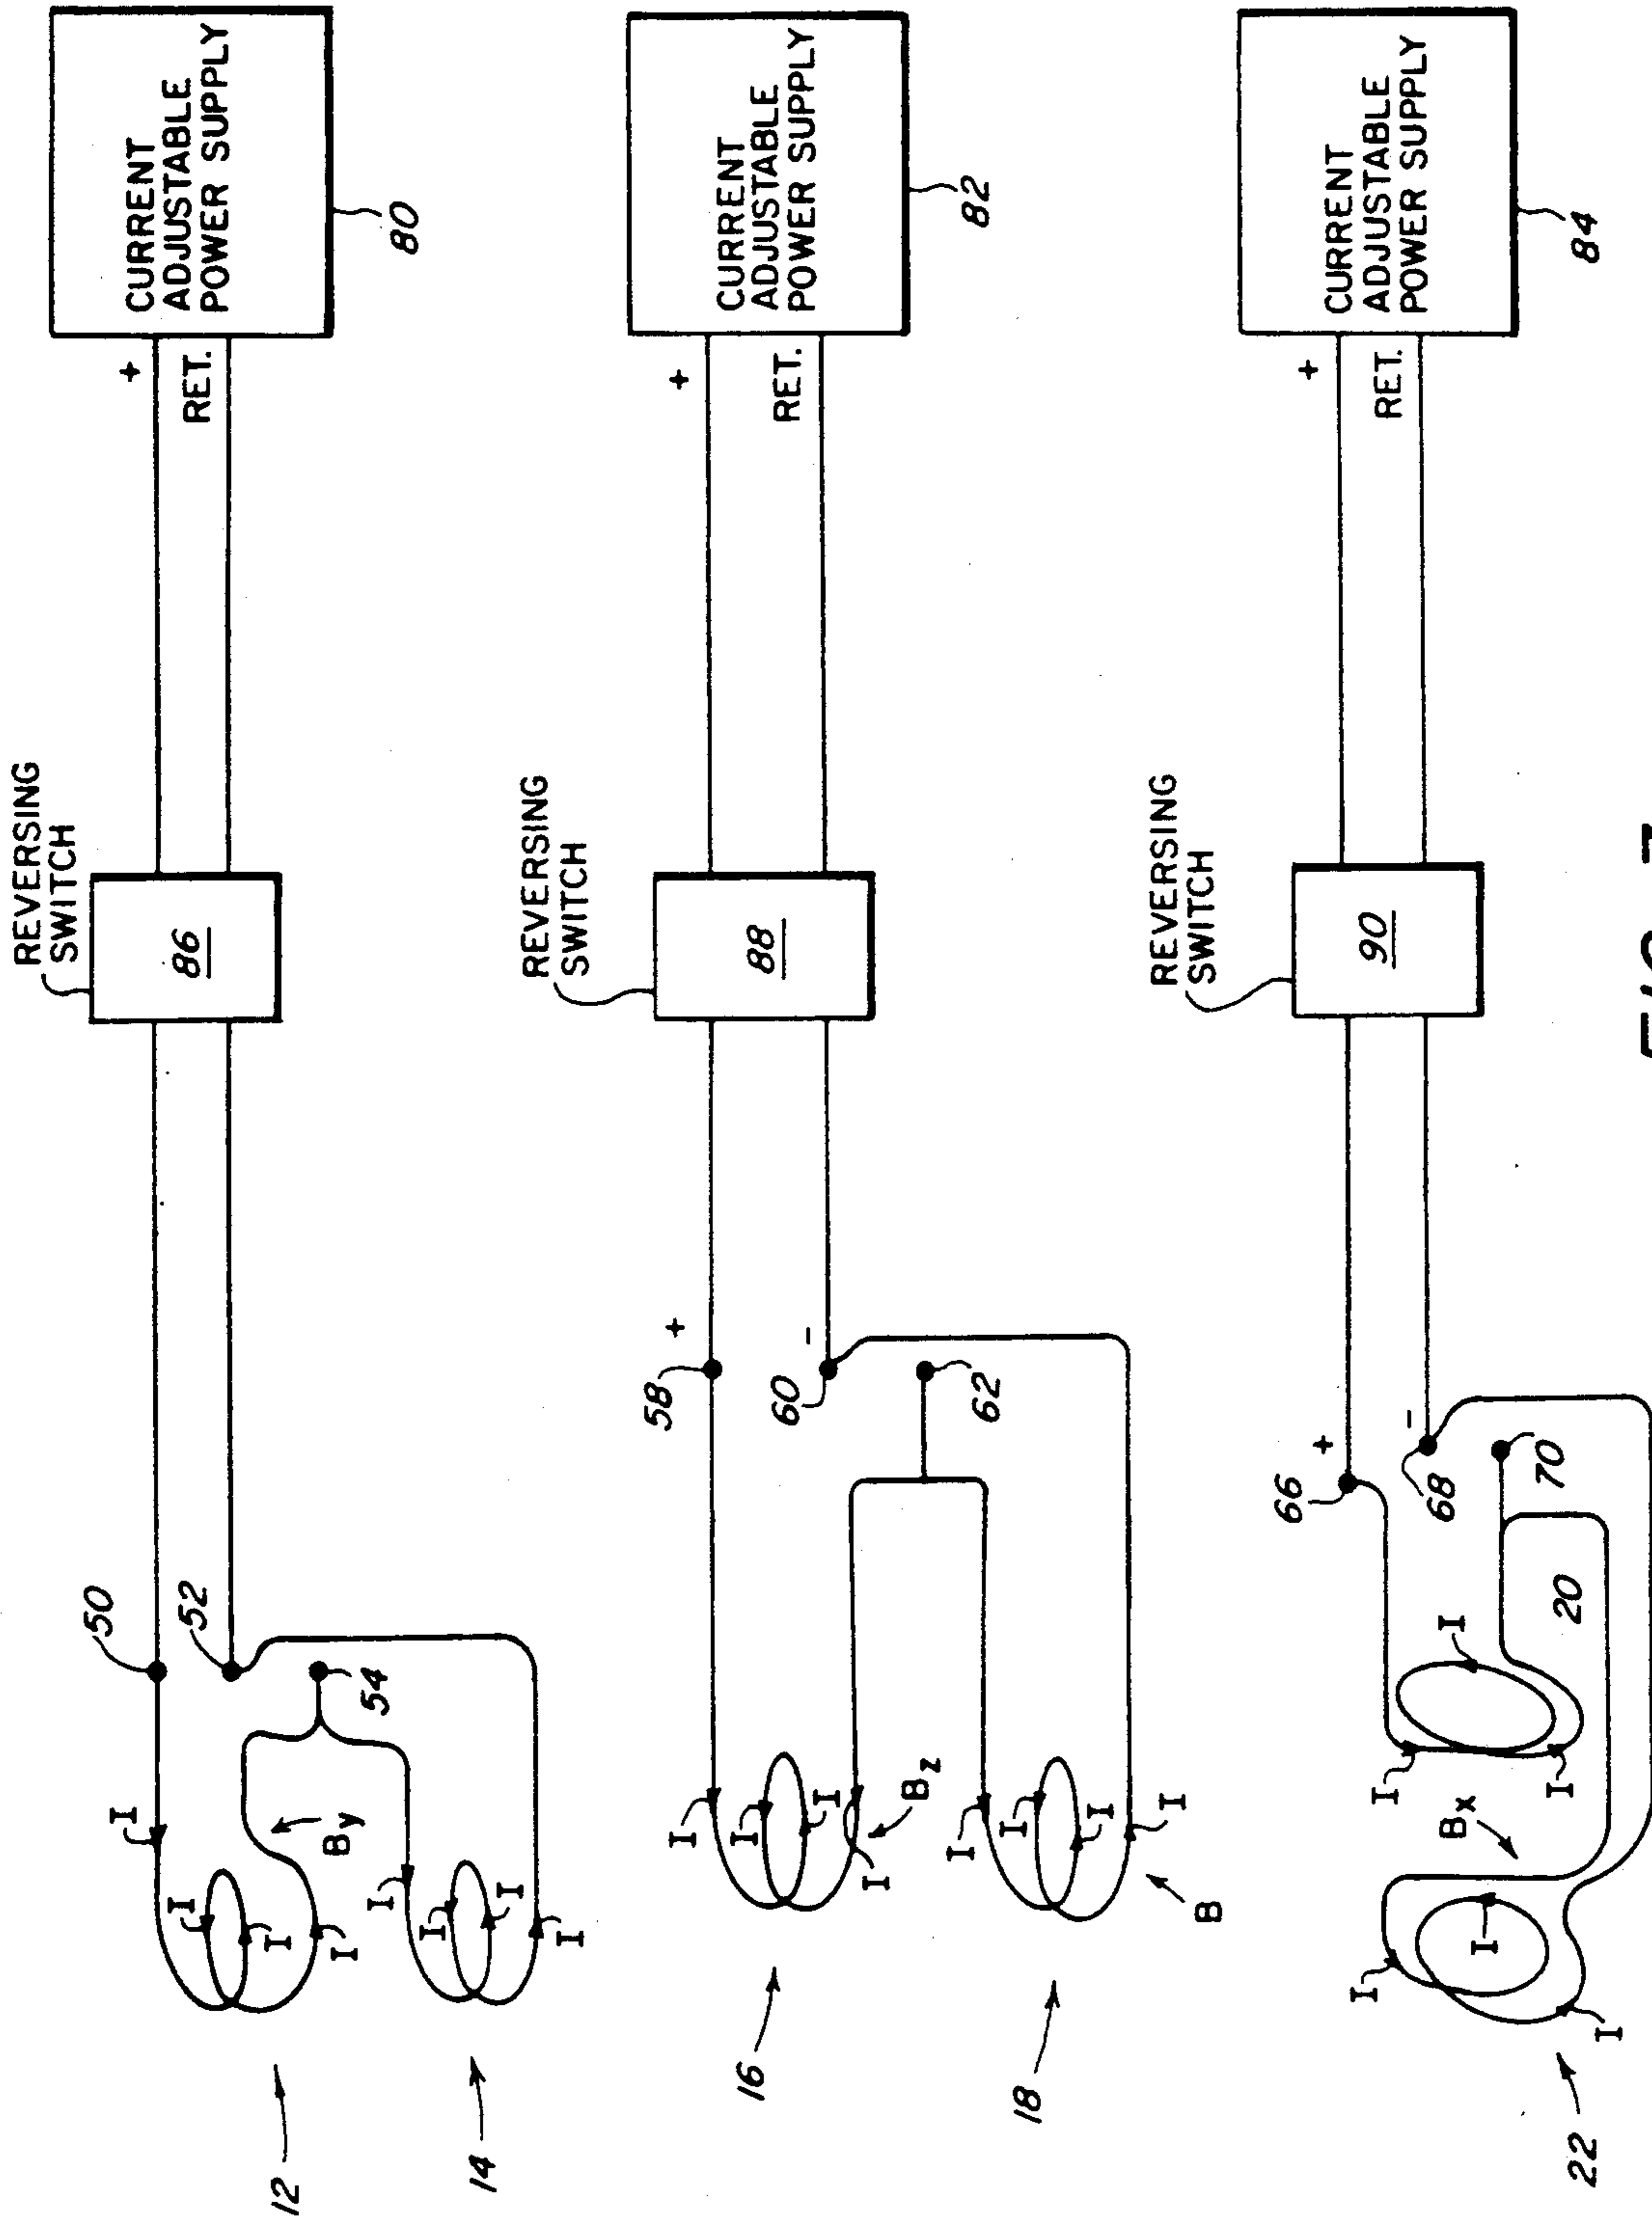 REVERSING
SWITCH
86
+
RET.
CURRENT
ADJUSTABLE
POWER SUPPLY
80
50
52
54
I
I
I
I
By
I
I
I
I
12
14
REVERSING
SWITCH
88
+
RET.
CURRENT
ADJUSTABLE
POWER SUPPLY
82
58
+
60
-
62
I
I
I
I
Bz
I
I
I
I
B
16
18
REVERSING
SWITCH
90
+
RET.
CURRENT
ADJUSTABLE
POWER SUPPLY
84
66
+
68
-
70
20
I
I
I
Bx
I
I
I
22